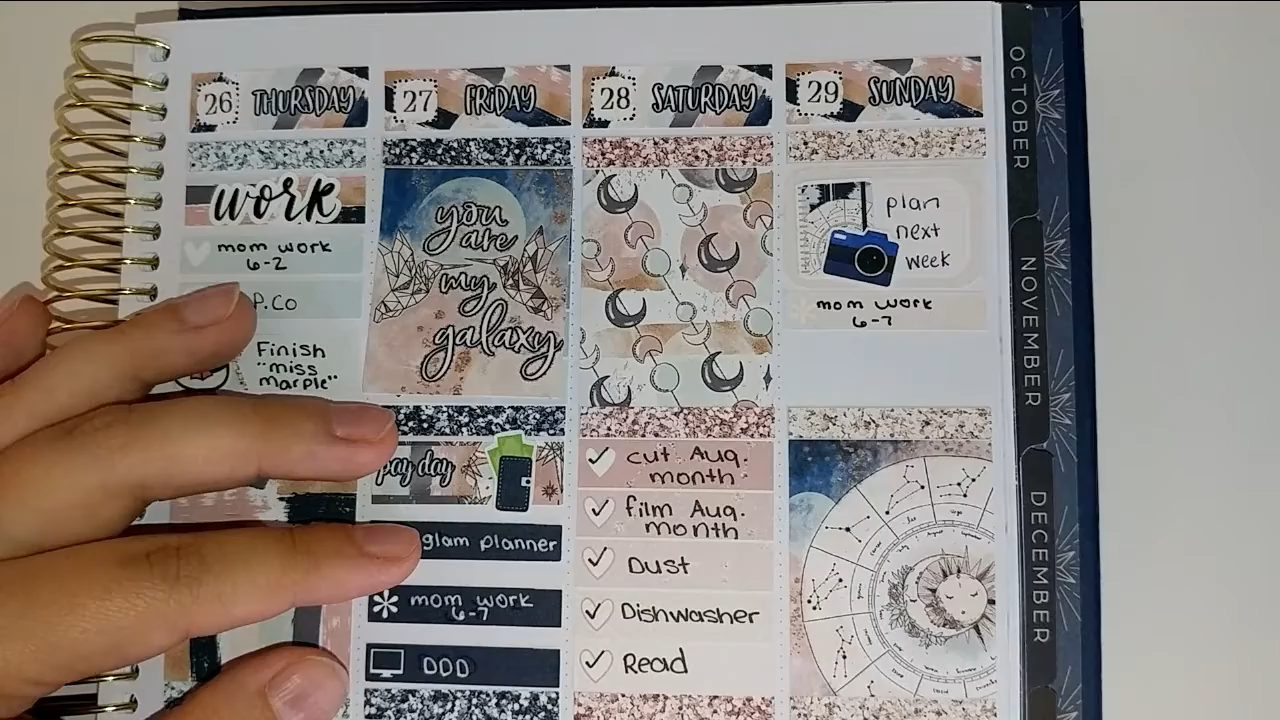 26 THURSDAY
27 FRIDAY
28 SATURDAY
29 SUNDAY
work
mom work
6-2
P.Co
Finish
"miss
marple"
you
are
my
galaxy
pay day
glam planner
mom work
6-7
DDD
cut Aug.
month
film Aug.
month
Dust
Dishwasher
Read
plan
next
week
mom work
6-7
OCTOBER
NOVEMBER
DECEMBER